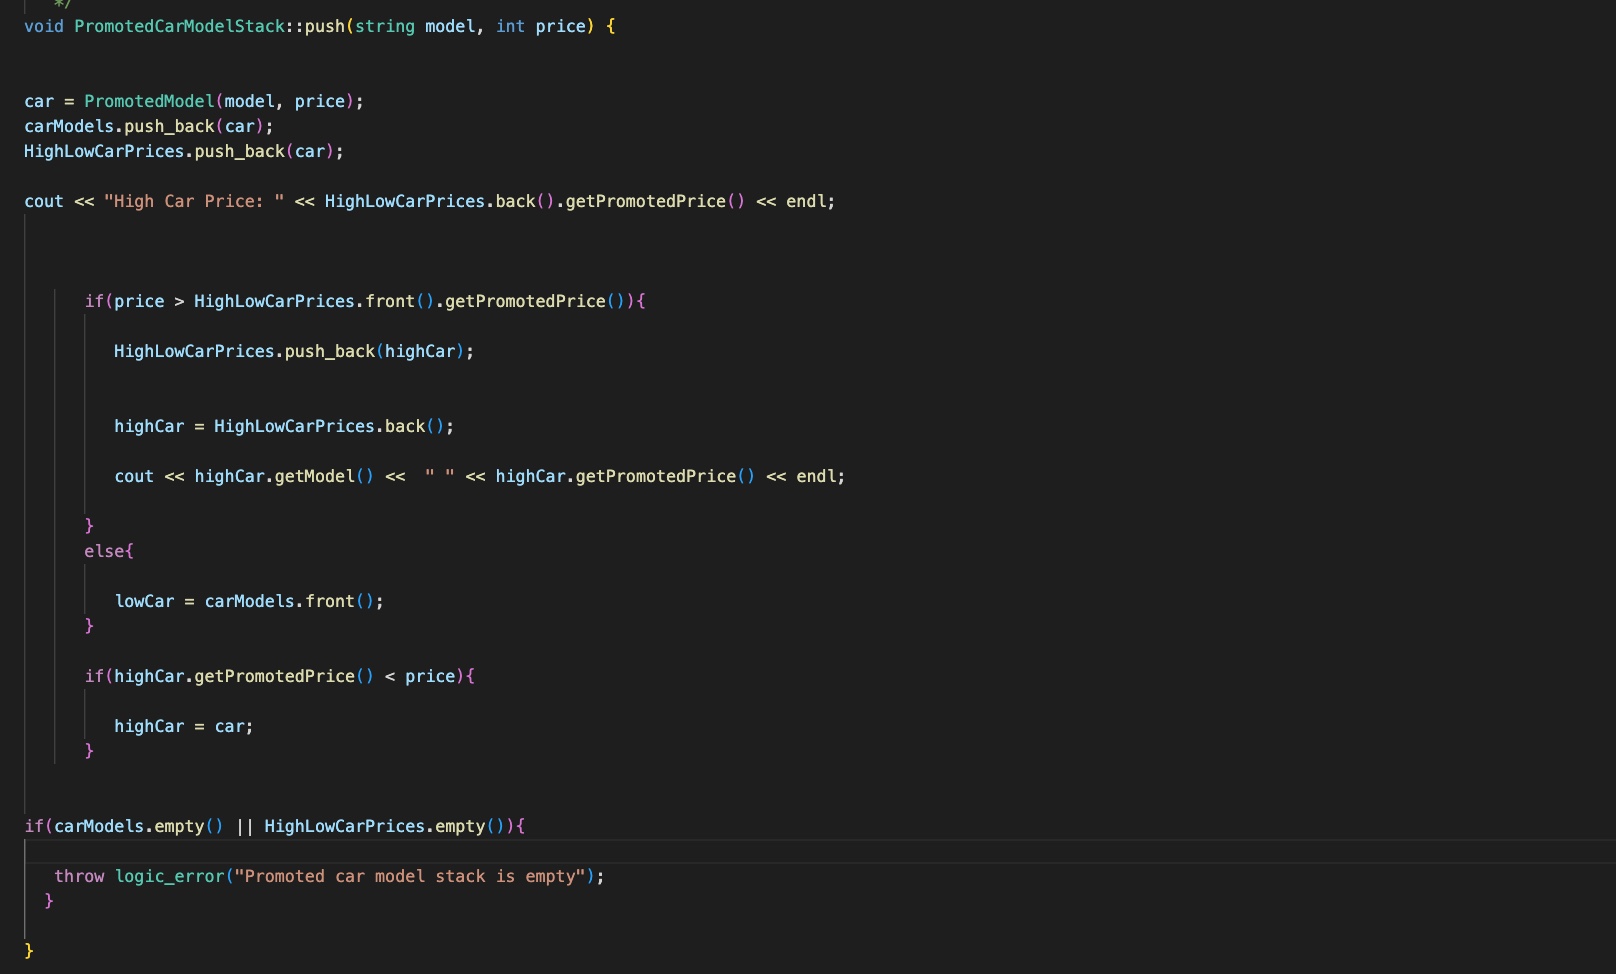 */
void PromotedCarModelStack::push(string model, int price) {
car = PromotedModel(model, price);
carModels.push_back(car);
HighLowCarPrices.push_back(car);
cout << "High Car Price: " << HighLowCarPrices.back().getPromotedPrice() << endl;
if(price > HighLowCarPrices.front().getPromotedPrice()){
HighLowCarPrices.push_back(highCar);
highCar = HighLowCarPrices.back();
cout << highCar.getModel() <<  " " << highCar.getPromotedPrice() << endl;
}
else{
lowCar = carModels.front();
}
if(highCar.getPromotedPrice() < price){
highCar = car;
}
if(carModels.empty() || HighLowCarPrices.empty()){
throw logic_error("Promoted car model stack is empty");
}
}